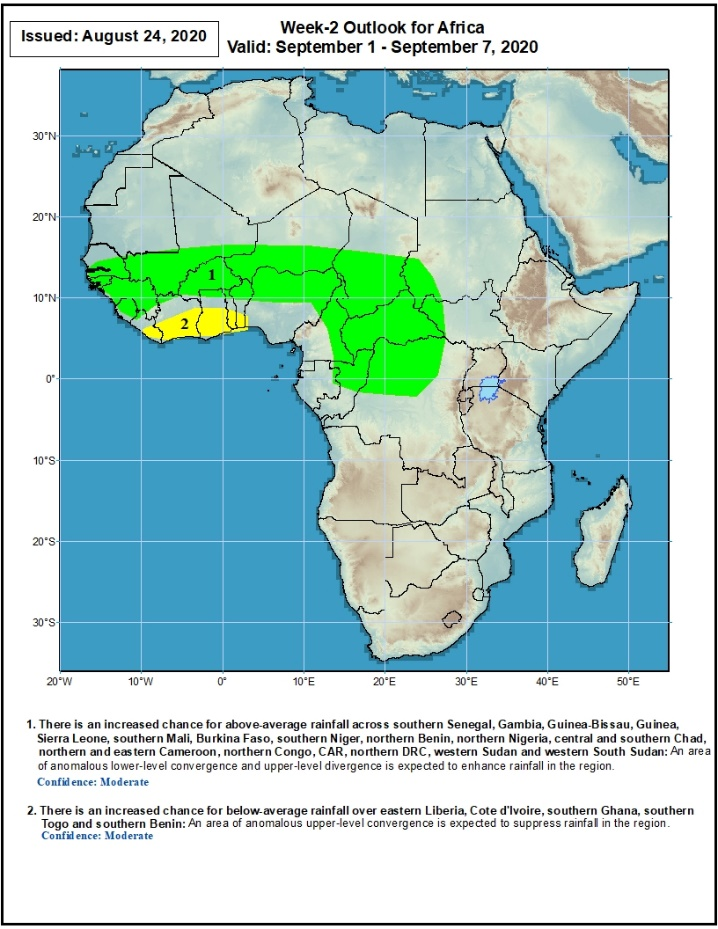 Issued: August 24, 2020
Week-2 Outlook for Africa
Valid: September 1 - September 7, 2020
30°N
20°N
10°N
0°
10°S
20°S
30°S
1
2
20°W
10°W
0°
10°E
20°E
30°E
40°E
50°E
1. There is an increased chance for above-average rainfall across southern Senegal, Gambia, Guinea-Bissau, Guinea,
Sierra Leone, southern Mali, Burkina Faso, southern Niger, northern Benin, northern Nigeria, central and southern Chad,
northern and eastern Cameroon, northern Congo, CAR, northern DRC, western Sudan and western South Sudan: An area
of anomalous lower-level convergence and upper-level divergence is expected to enhance rainfall in the region.
Confidence: Moderate
2. There is an increased chance for below-average rainfall over eastern Liberia, Cote d'Ivoire, southern Ghana, southern
Togo and southern Benin: An area of anomalous upper-level convergence is expected to suppress rainfall in the region.
Confidence: Moderate